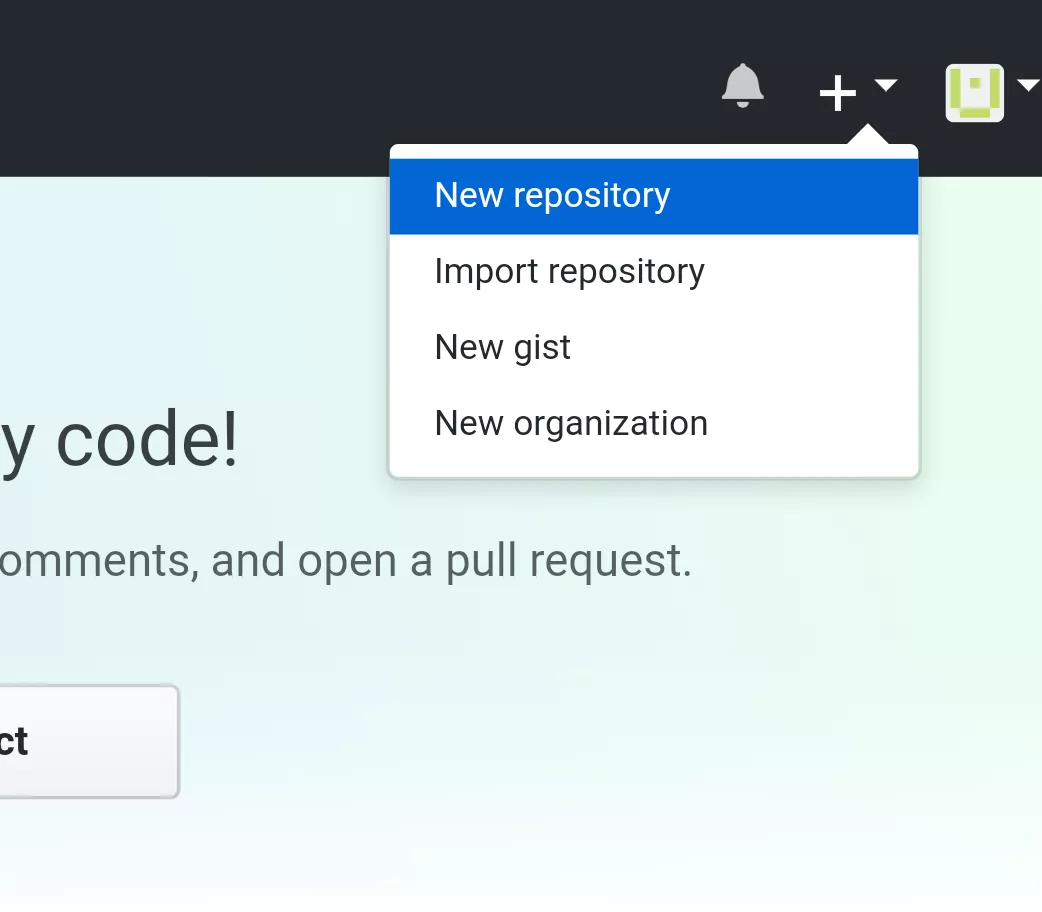 New repository
Import repository
New gist
New organization
y code!
omments, and open a pull request.
ct